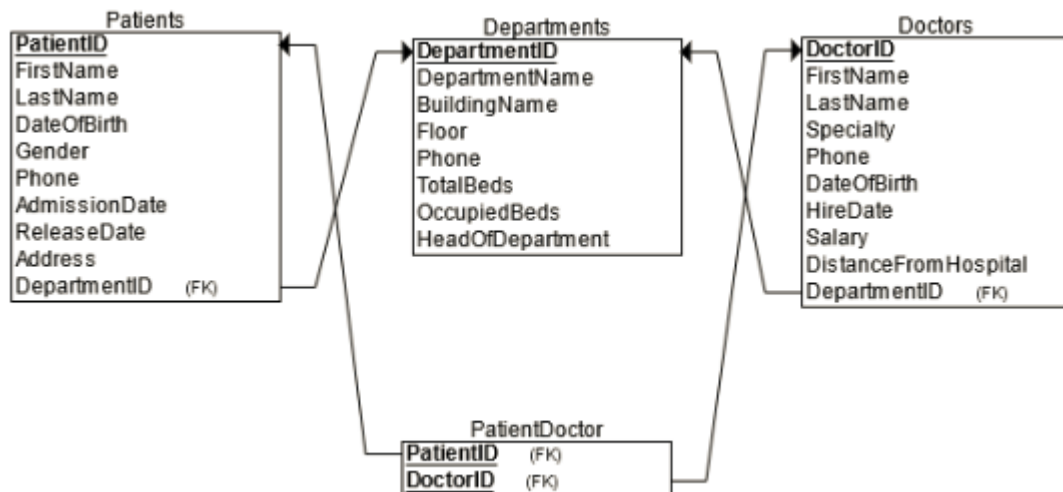 Patients
PatientID
FirstName
LastName
DateOfBirth
Gender
Phone
AdmissionDate
ReleaseDate
Address
DepartmentID (FK)
Departments
DepartmentID
DepartmentName
BuildingName
Floor
Phone
TotalBeds
OccupiedBeds
HeadOfDepartment
Doctors
DoctorID
FirstName
LastName
Specialty
Phone
DateOfBirth
HireDate
Salary
DistanceFromHospital
DepartmentID (FK)
PatientDoctor
PatientID (FK)
DoctorID (FK)